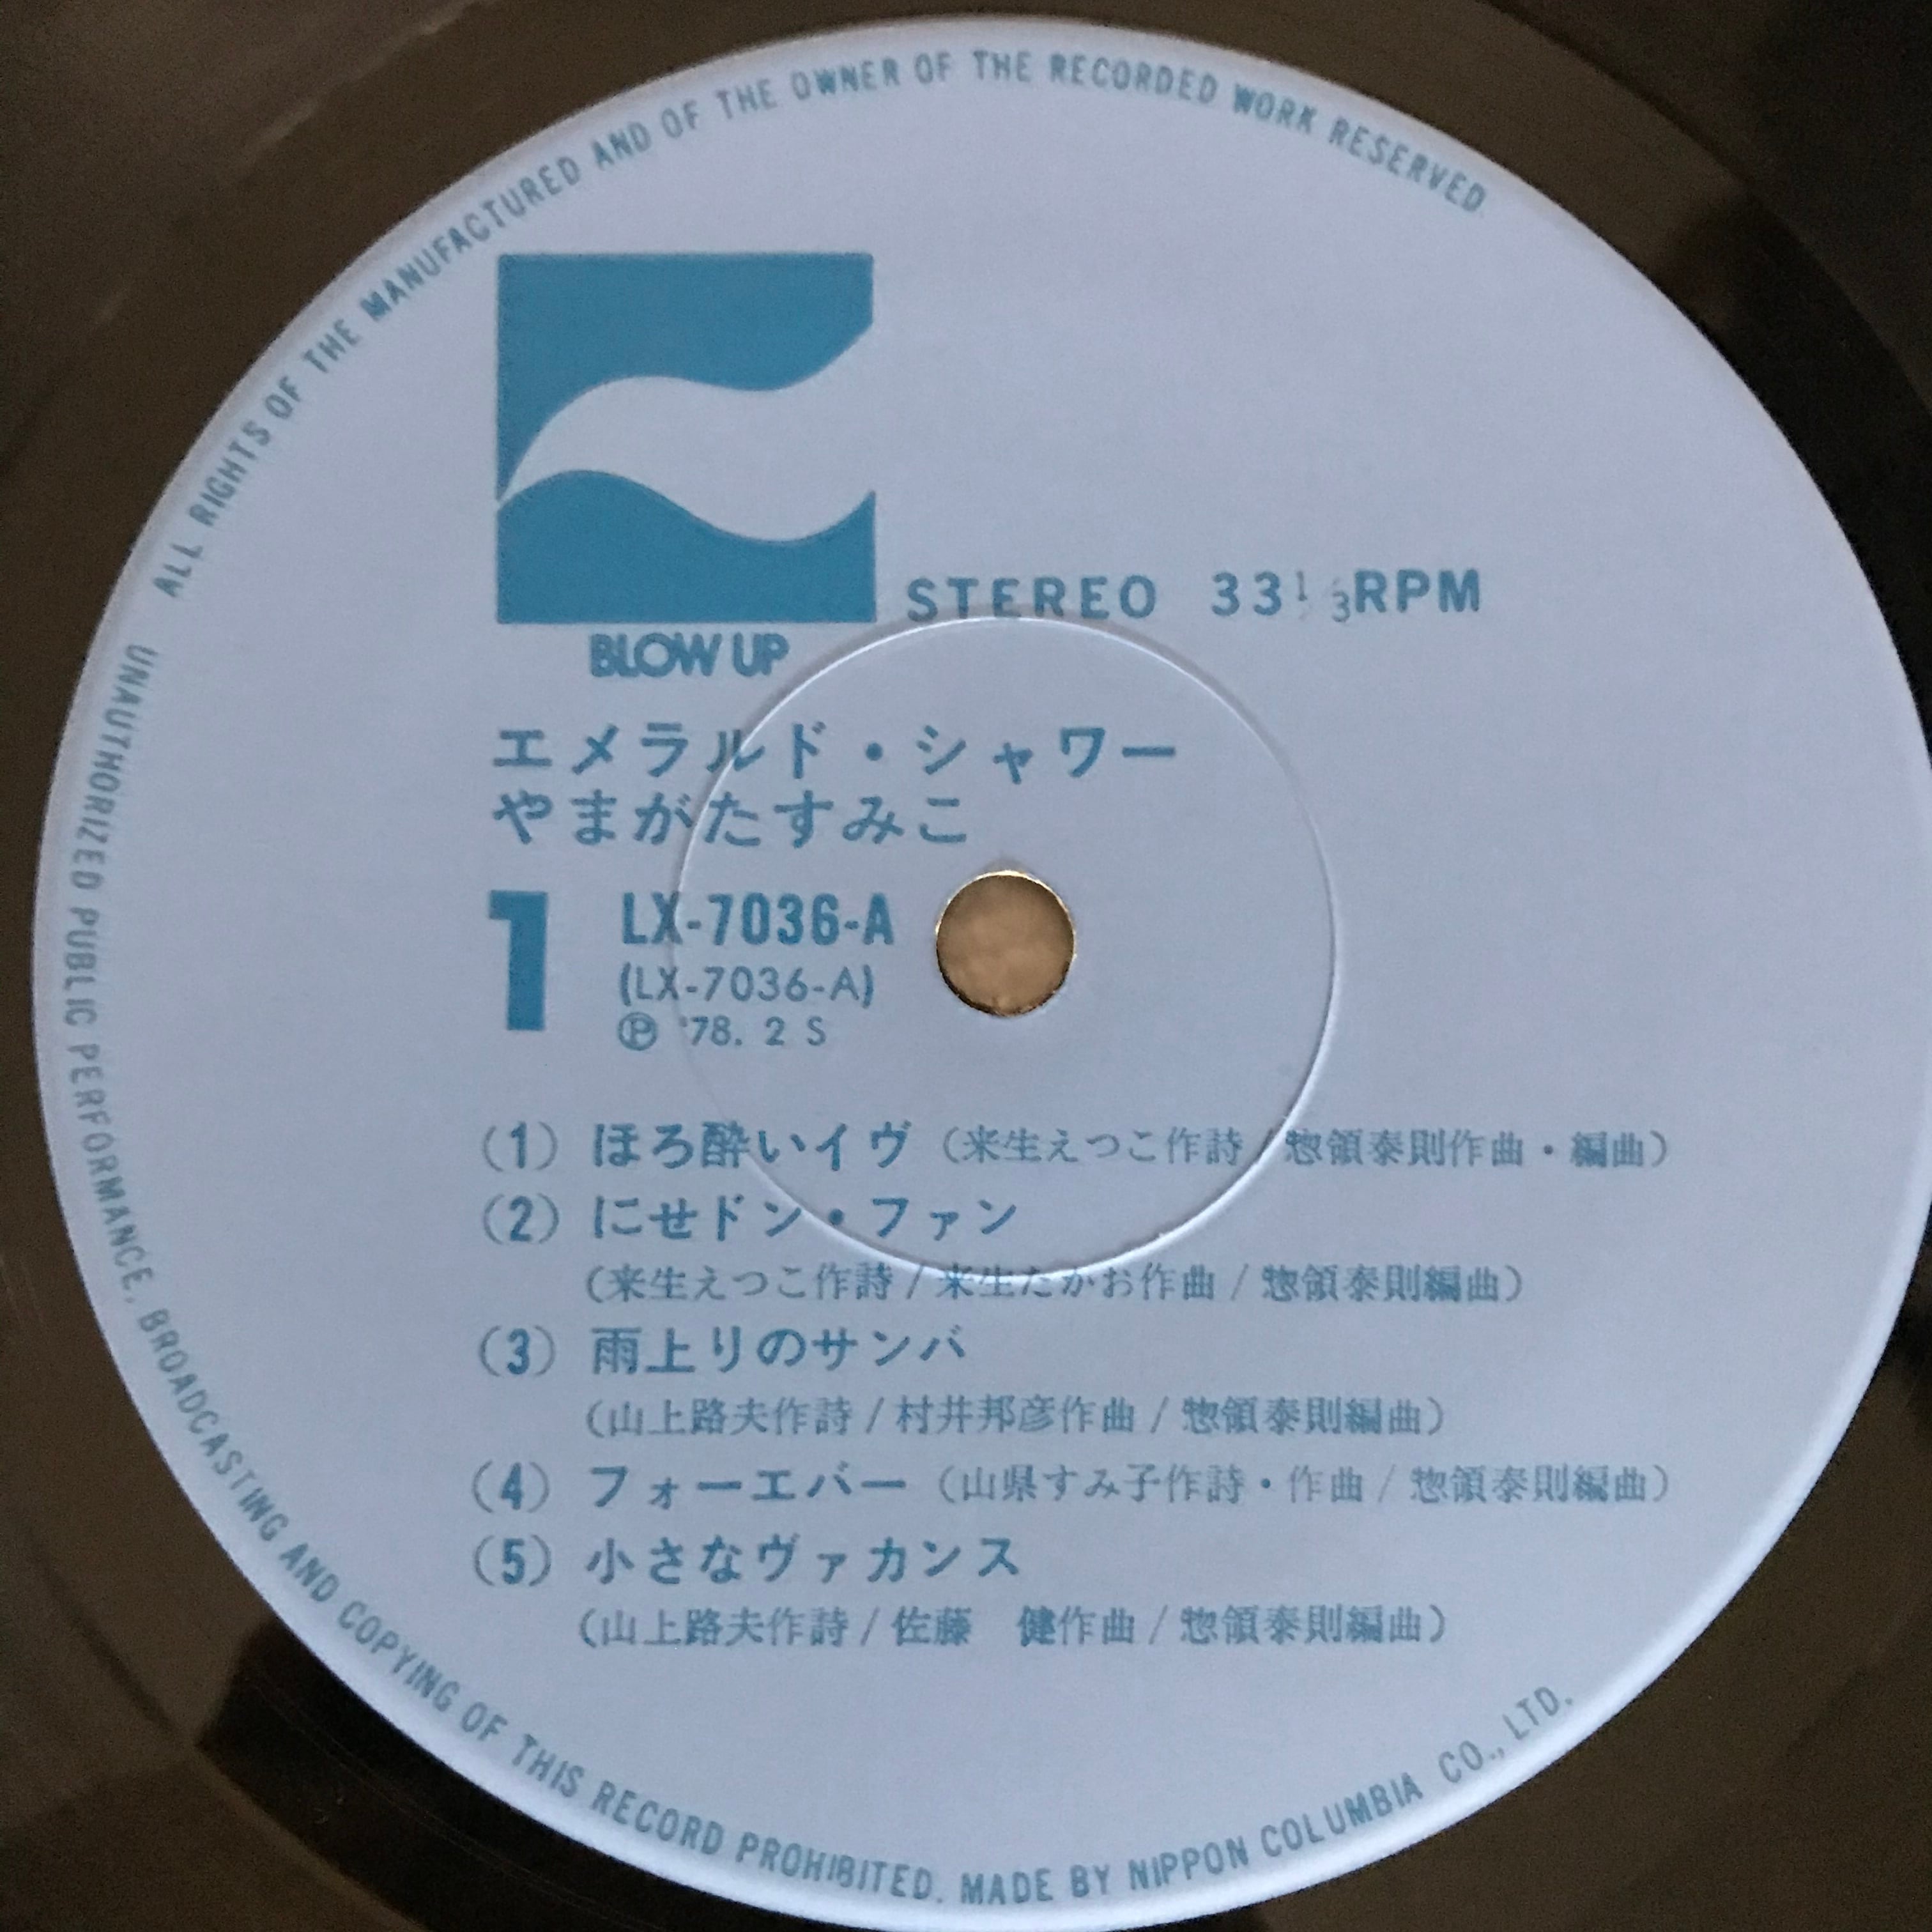 ALL RIGHTS OF THE MANUFACTURED AND OF THE OWNER OF THE RECORDED WORK RESERVED.
BLOW UP
STEREO 33 1/3 RPM
エメラルド・シャワー
やまがたすみこ
1
LX-7036-A
(LX-7036-A)
Ⓟ '78. 2 S
(1) ほろ酔いイヴ (来生えつこ作詩/惣領泰則作曲・編曲)
(2) にせドン・ファン
(来生えつこ作詩/来生たかお作曲/惣領泰則編曲)
(3) 雨上りのサンバ
(山上路夫作詩/村井邦彦作曲/惣領泰則編曲)
(4) フォーエバー (山県すみ子作詩・作曲/惣領泰則編曲)
(5) 小さなヴァカンス
(山上路夫作詩/佐藤 健作曲/惣領泰則編曲)
UNAUTHORIZED PUBLIC PERFORMANCE, BROADCASTING AND COPYING OF THIS RECORD PROHIBITED. MADE BY NIPPON COLUMBIA CO., LTD.